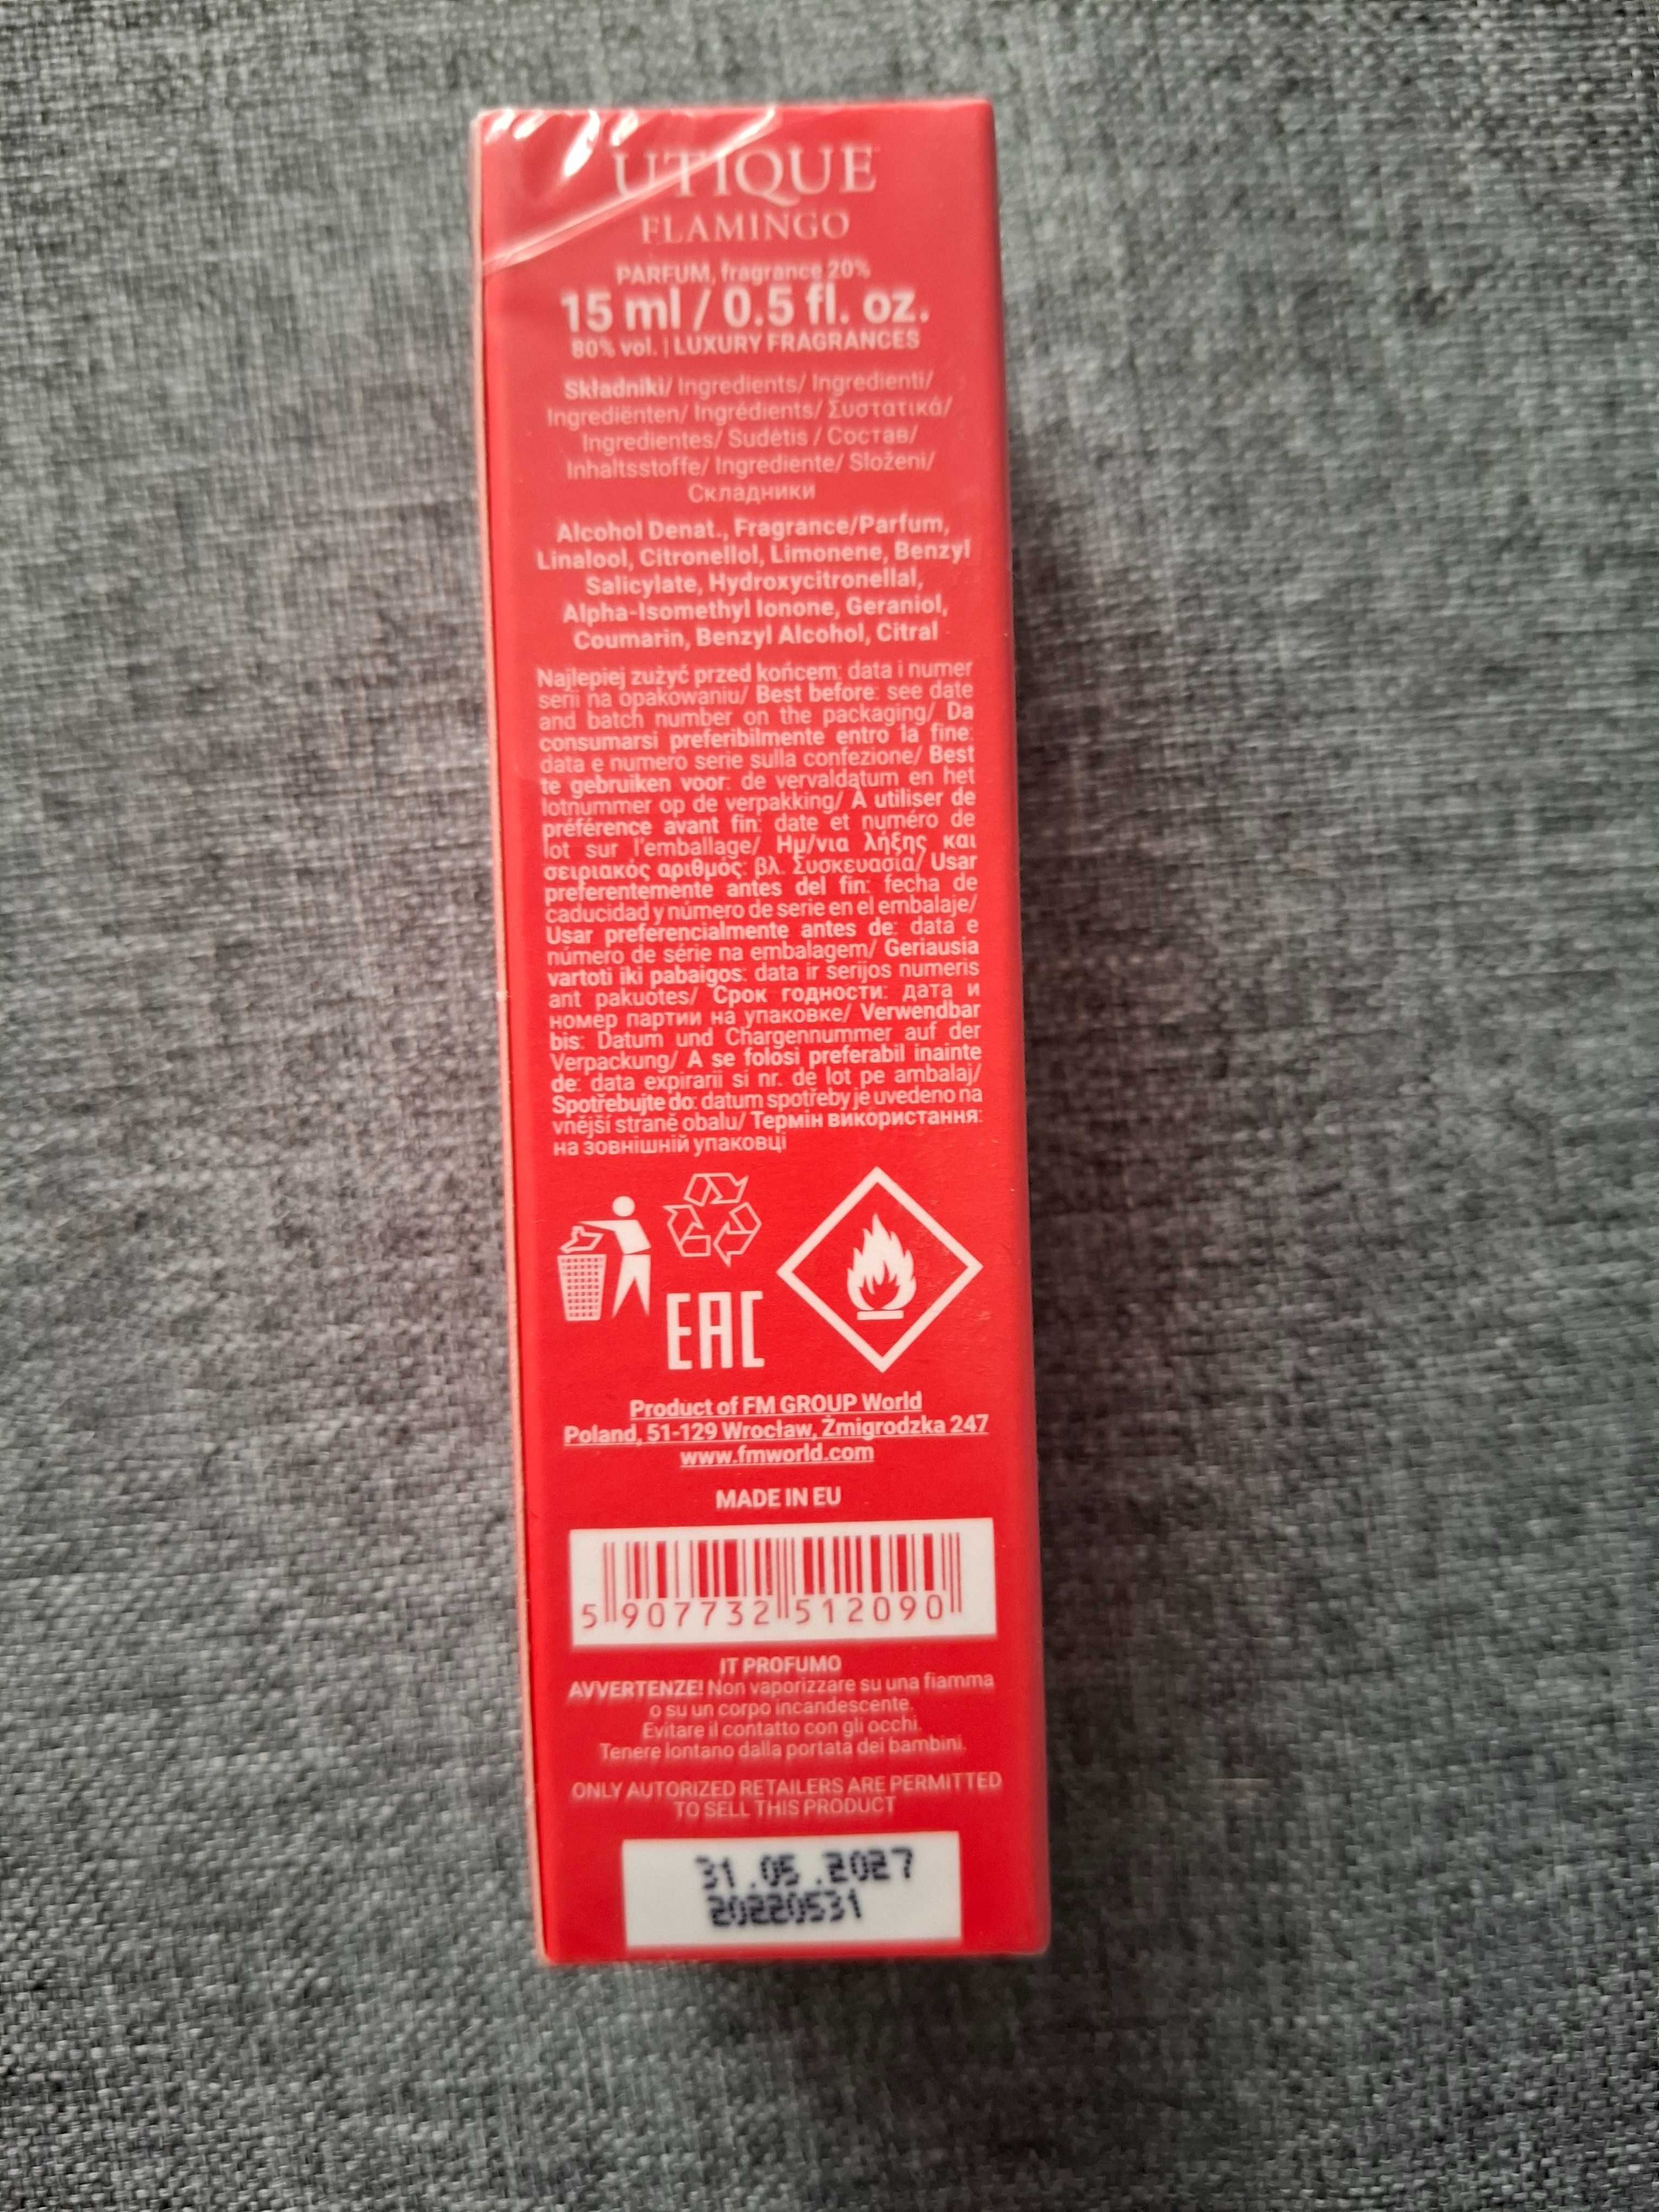 UTIQUE
FLAMINGO
PARFUM, fragrance 20%
15 ml / 0.5 fl. oz.
80% vol. | LUXURY FRAGRANCES
Składniki/ Ingredients/ Ingredienti/
Ingrediënten/ Ingrédients/ Συστατικά/
Ingredientes/ Sudėtis / Состав/
Inhaltsstoffe/ Ingrediente/ Složení/
Складники
Alcohol Denat., Fragrance/Parfum,
Linalool, Citronellol, Limonene, Benzyl
Salicylate, Hydroxycitronellal,
Alpha-Isomethyl Ionone, Geraniol,
Coumarin, Benzyl Alcohol, Citral
Najlepiej zużyć przed końcem: data i numer
serii na opakowaniu/ Best before: see date
and batch number on the packaging/ Da
consumarsi preferibilmente entro la fine:
data e numero serie sulla confezione/ Best
te gebruiken voor: de vervaldatum en het
lotnummer op de verpakking/ À utiliser de
préférence avant fin: date et numéro de
lot sur l'emballage/ Ημ/νια λήξης και
σειριακός αριθμός: βλ. Συσκευασία/ Usar
preferentemente antes del fin: fecha de
caducidad y número de serie en el embalaje/
Usar preferencialmente antes de: data e
número de série na embalagem/ Geriausia
vartoti iki pabaigos: data ir serijos numeris
ant pakuotes/ Срок годности: дата и
номер партии на упаковке/ Verwendbar
bis: Datum und Chargennummer auf der
Verpackung/ A se folosi preferabil inainte
de: data expirarii si nr. de lot pe ambalaj/
Spotřebujte do: datum spotřeby je uvedeno na
vnější straně obalu/ Термін використання:
на зовнішній упаковці
EAC
Product of FM GROUP World
Poland, 51-129 Wrocław, Żmigrodzka 247
www.fmworld.com
MADE IN EU
5 907732 512090
IT PROFUMO
AVVERTENZE! Non vaporizzare su una fiamma
o su un corpo incandescente.
Evitare il contatto con gli occhi.
Tenere lontano dalla portata dei bambini.
ONLY AUTORIZED RETAILERS ARE PERMITTED
TO SELL THIS PRODUCT
31.05.2027
20220531